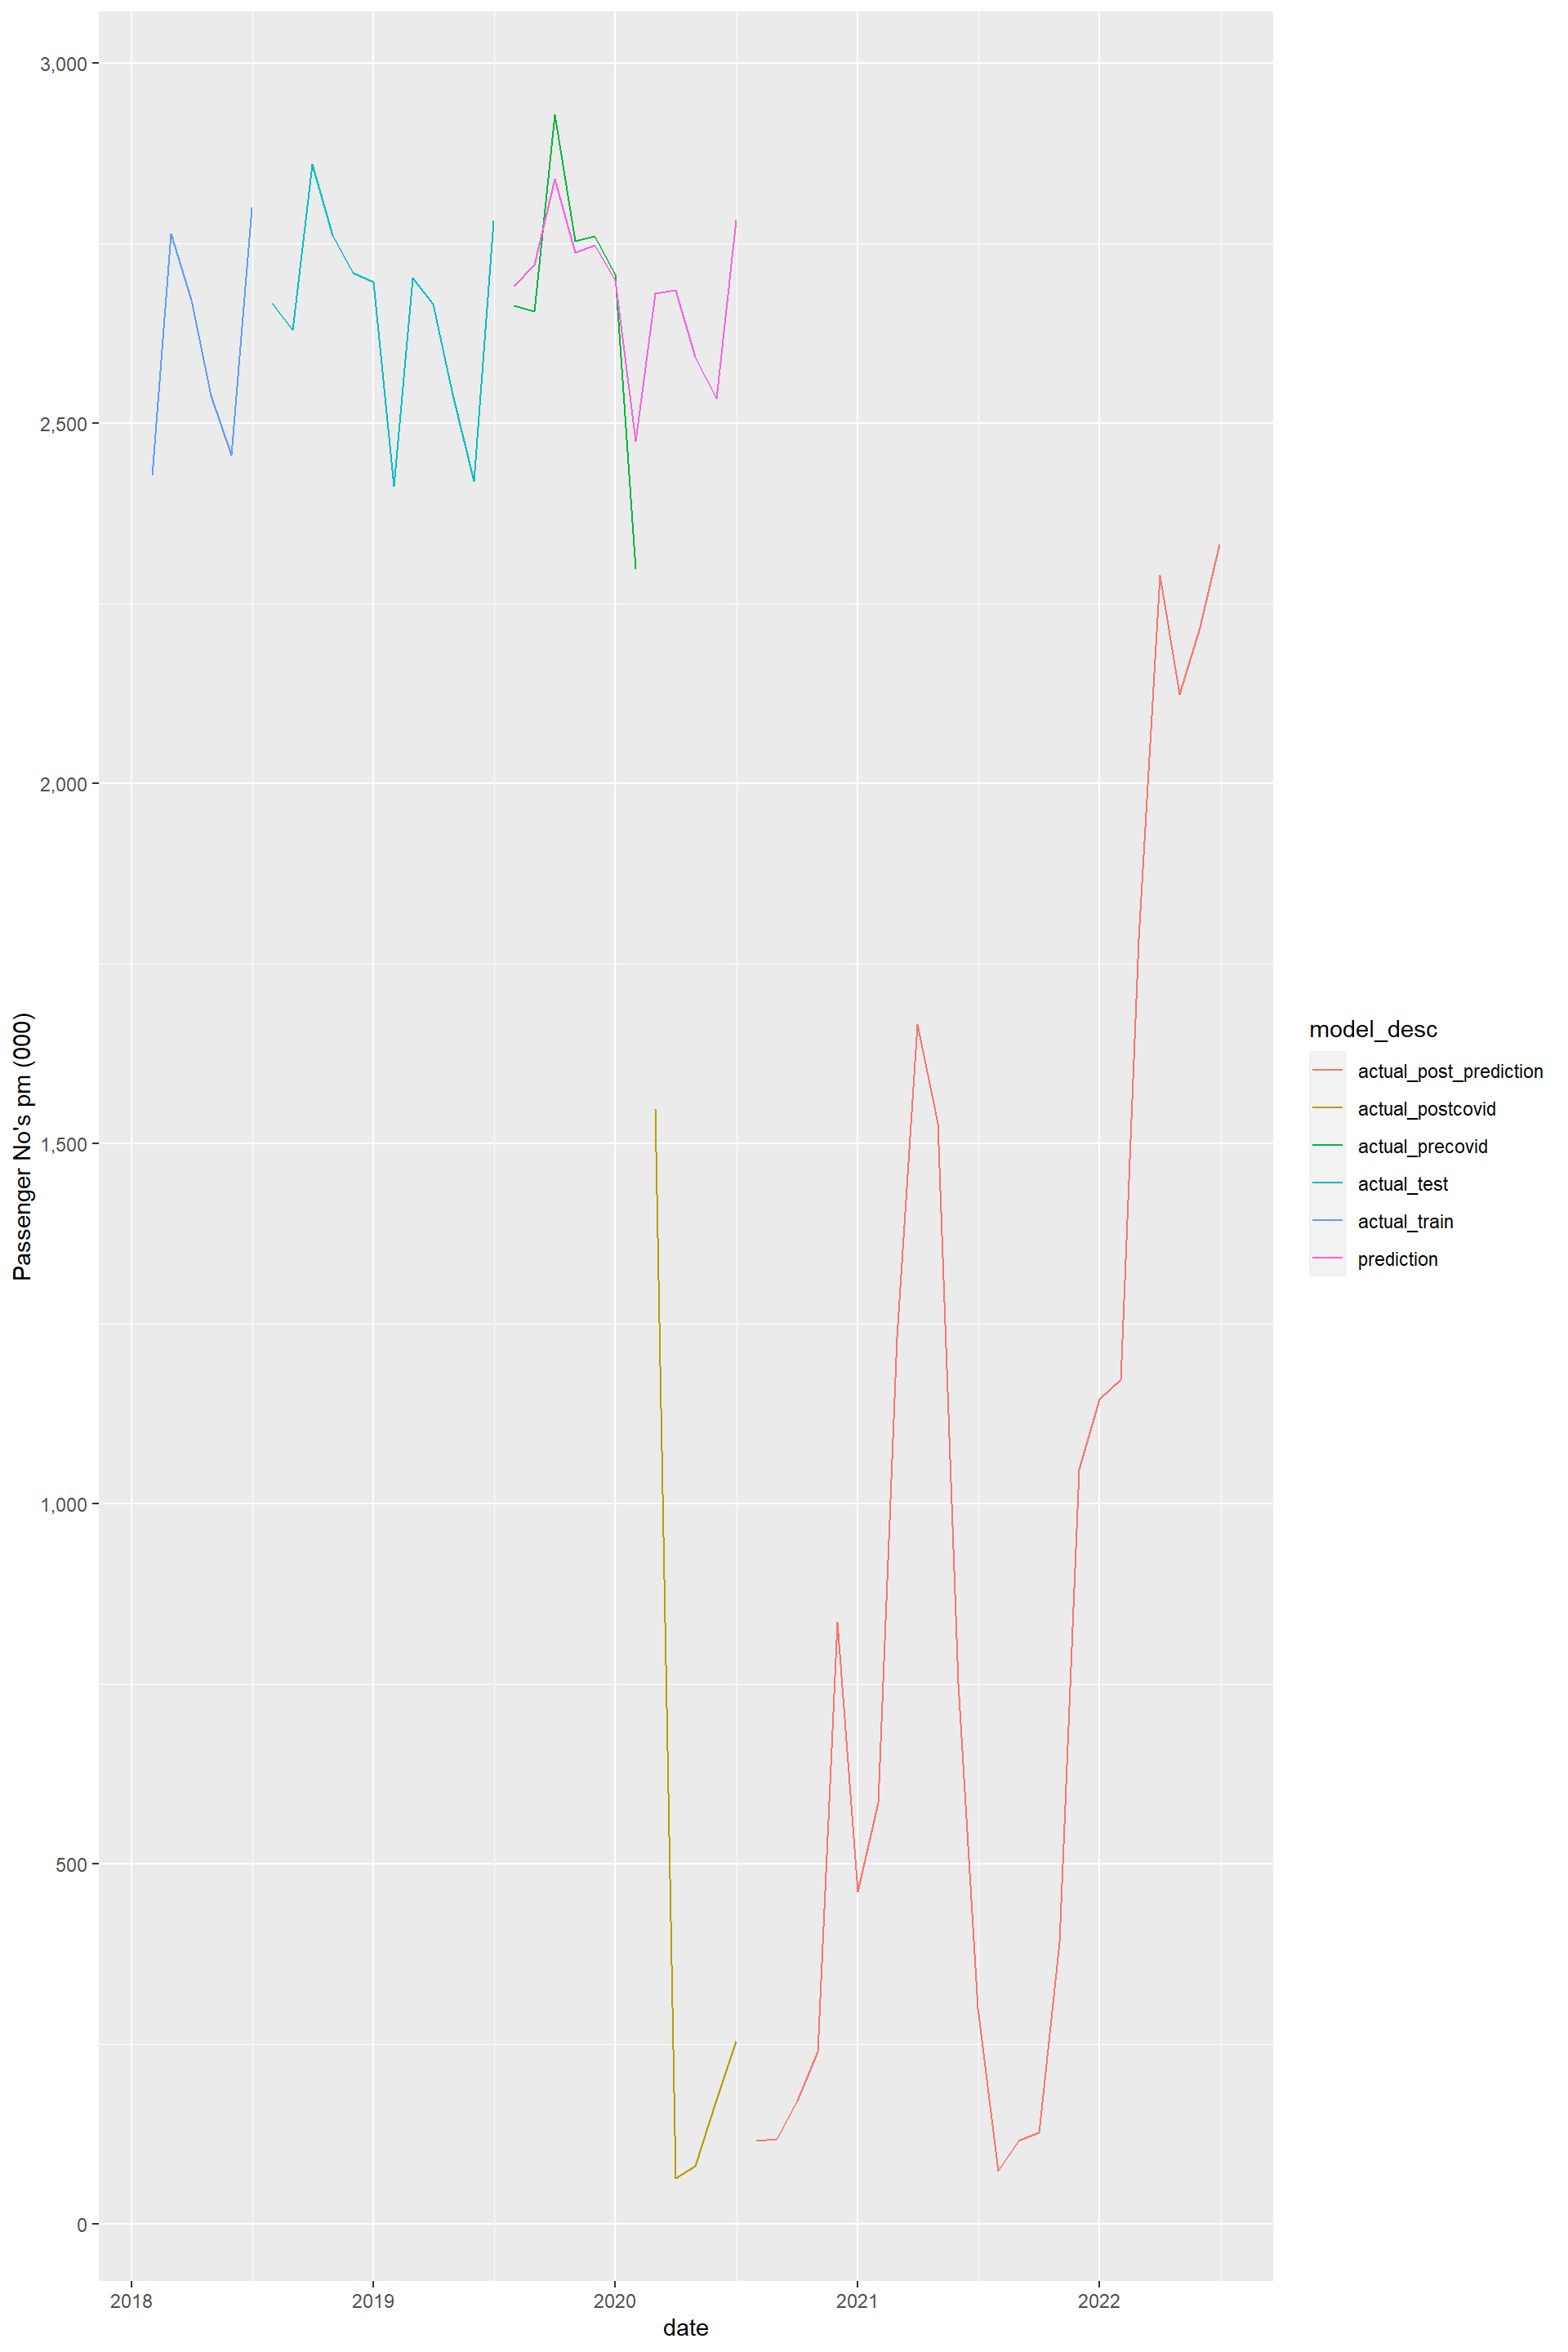 3,000
2,500
2,000
1,500
1,000
500
0
Passenger No's pm (000)
2018
2019
2020
2021
2022
date
model_desc
actual_post_prediction
actual_postcovid
actual_precovid
actual_test
actual_train
prediction